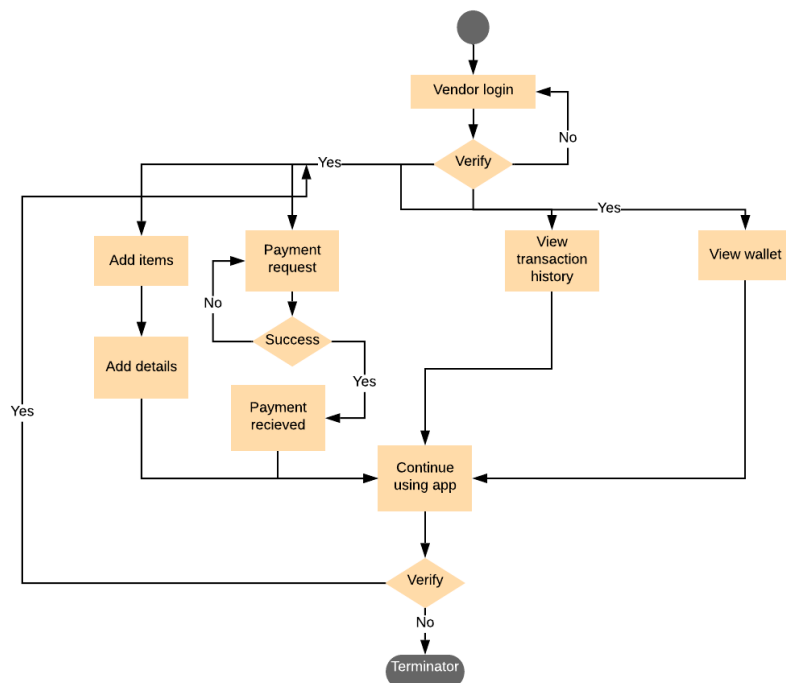 Vendor login
No
Verify
Yes
Yes
Add items
Payment
request
View
transaction
history
View wallet
No
Success
Add details
Yes
Payment
recieved
Yes
Continue
using app
Verify
No
Terminator